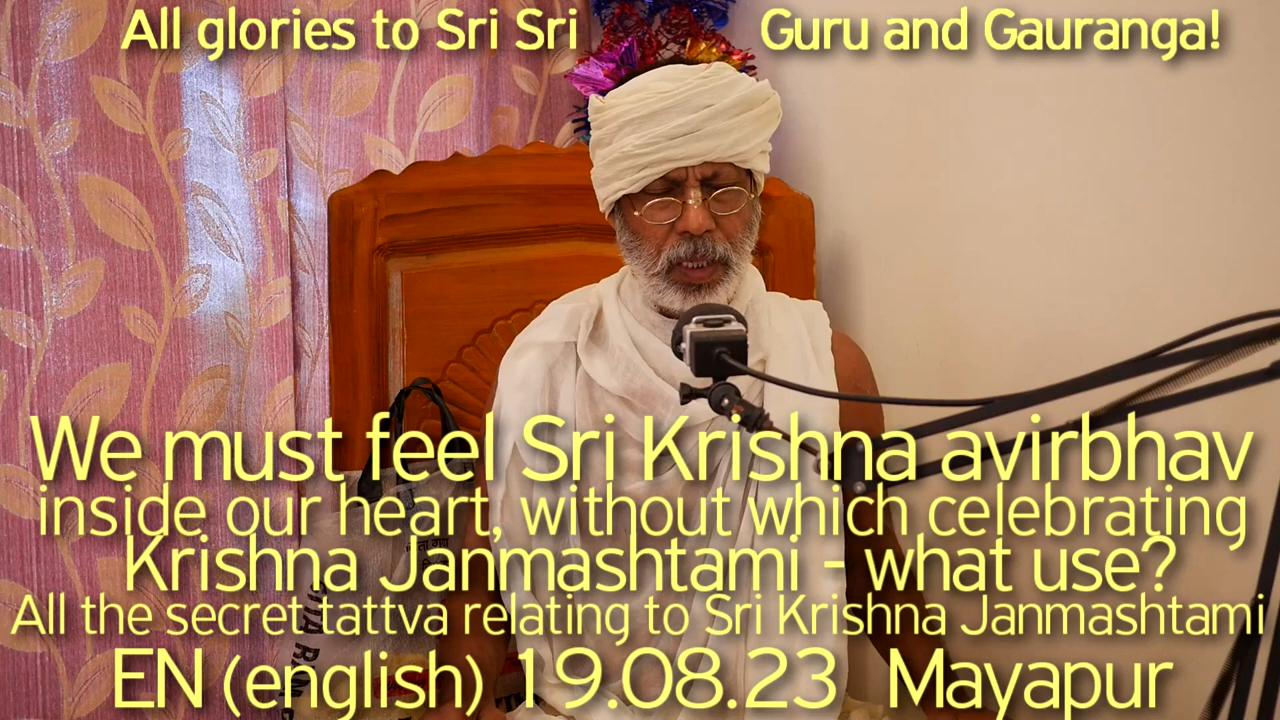 All glories to Sri Sri Guru and Gauranga!
We must feel Sri Krishna avirbhav
inside our heart, without which celebrating
Krishna Janmashtami - what use?
All the secret tattva relating to Sri Krishna Janmashtami
EN (english) 19.08.23 Mayapur